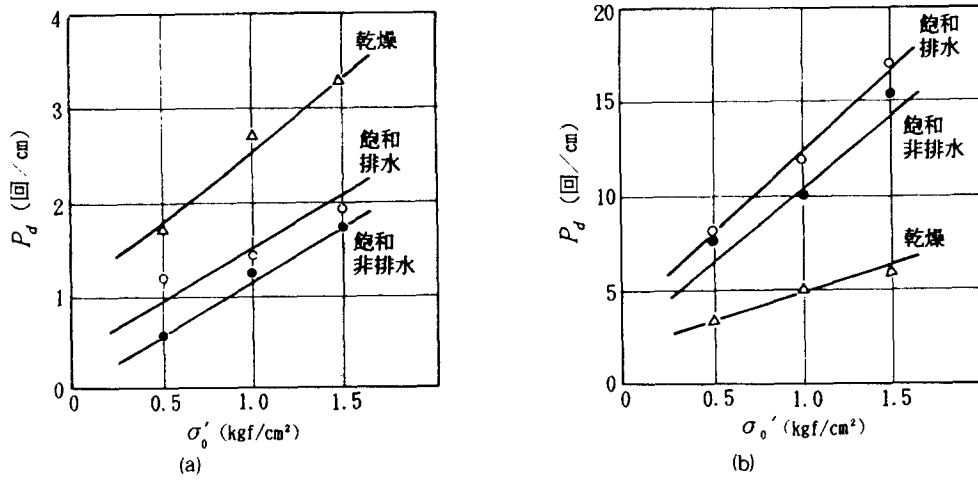 4
3
2
1
0
P_d (回/cm)
乾燥
飽和
排水
飽和
非排水
0 0.5 1.0 1.5
σ₀′(kgf/cm²)
(a)
20
15
10
5
0
P_d (回/cm)
飽和
排水
飽和
非排水
乾燥
0 0.5 1.0 1.5
σ₀′ (kgf/cm²)
(b)